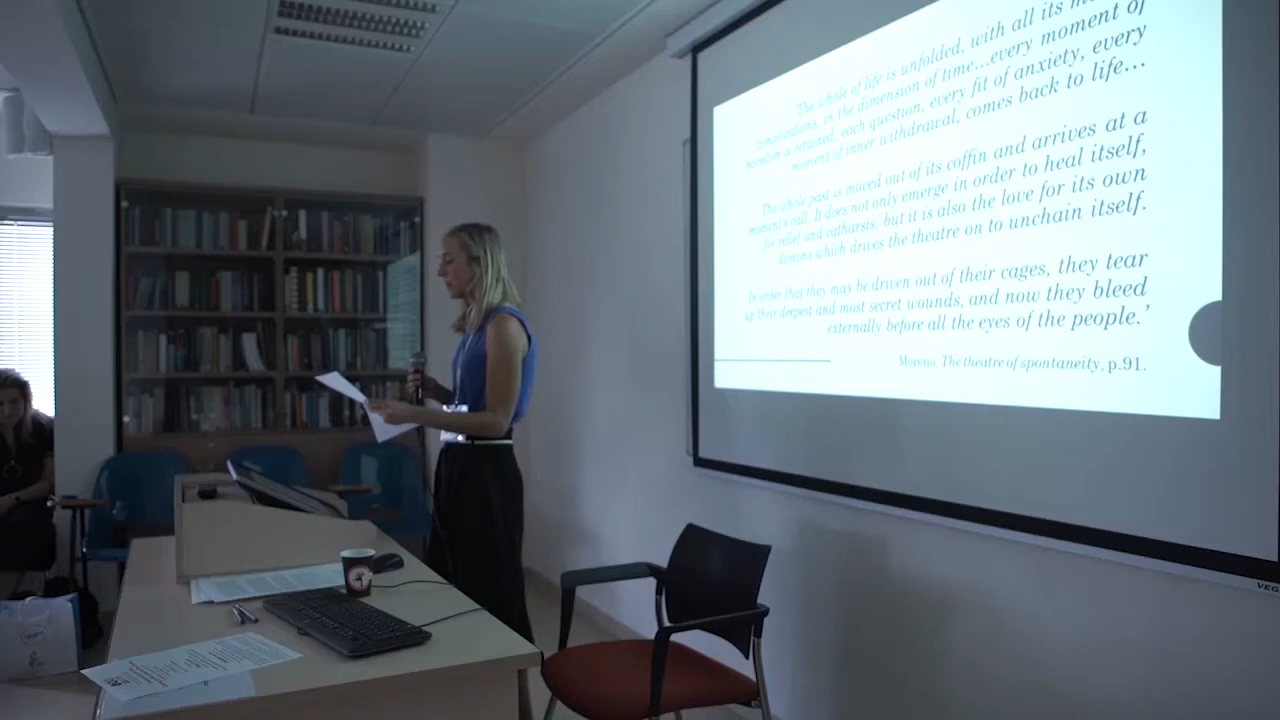 The whole of life is unfolded, with all its
complications, in the dimension of time...every moment of
boredom is retained, each question, every fit of anxiety, every
moment of inner withdrawal, comes back to life...
The whole past is moved out of its coffin and arrives at a
moment's call. It does not only emerge in order to heal itself,
for relief and catharsis, but it is also the love for its own
demons which drives the theatre on to unchain itself.
In order that they may be driven out of their cages, they tear
up their deepest and most secret wounds, and now they bleed
externally before all the eyes of the people.'
Moreno. The theatre of spontaneity, p.91.